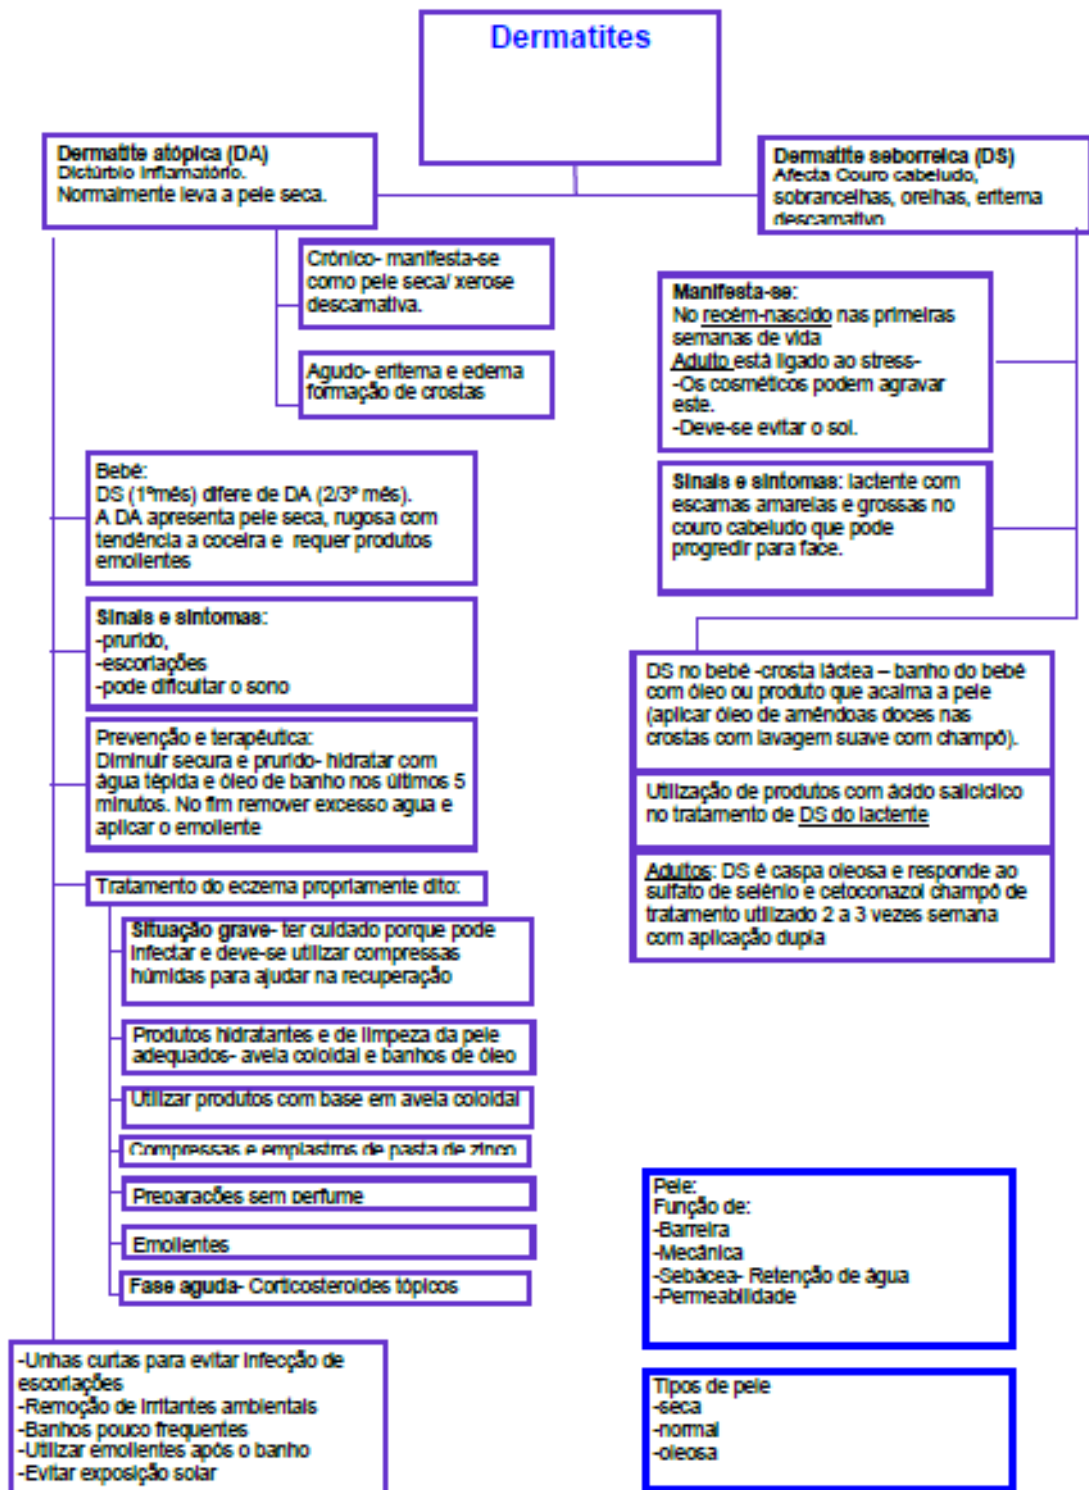 Dermatites
Dermatite atópica (DA)
Distúrbio Inflamatório.
Normalmente leva a pele seca.
Dermatite seborreica (DS)
Afecta Couro cabeludo,
sobrancelhas, orelhas, eritema
descamativo
Crónico- manifesta-se
como pele seca/ xerose
descamativa.
Agudo- eritema e edema
formação de crostas
Manifesta-se:
No recém-nascido nas primeiras
semanas de vida
Adulto está ligado ao stress-
-Os cosméticos podem agravar
este.
-Deve-se evitar o sol.
Bebé:
DS (1ºmês) difere de DA (2/3º mês).
A DA apresenta pele seca, rugosa com
tendência a coceira e requer produtos
emolientes
Sinais e sintomas: lactente com
escamas amarelas e grossas no
couro cabeludo que pode
progredir para face.
Sinais e sintomas:
-prurido,
-escoriações
-pode dificultar o sono
DS no bebé -crosta láctea – banho do bebé
com óleo ou produto que acalma a pele
(aplicar óleo de amêndoas doces nas
crostas com lavagem suave com champô).
Prevenção e terapêutica:
Diminuir secura e prurido- hidratar com
água tépida e óleo de banho nos últimos 5
minutos. No fim remover excesso agua e
aplicar o emoliente
Utilização de produtos com ácido saliciclico
no tratamento de DS do lactente
Adultos: DS é caspa oleosa e responde ao
sulfato de selénio e cetoconazol champô de
tratamento utilizado 2 a 3 vezes semana
com aplicação dupla
Tratamento do eczema propriamente dito:
Situação grave- ter cuidado porque pode
infectar e deve-se utilizar compressas
húmidas para ajudar na recuperação
Produtos hidratantes e de limpeza da pele
adequados- aveia coloidal e banhos de óleo
Utilizar produtos com base em aveia coloidal
Compressas e emplastros de pasta de zinco
Preparações sem perfume
Emolientes
Fase aguda- Corticosteroides tópicos
Pele:
Função de:
-Barreira
-Mecânica
-Sebácea- Retenção de água
-Permeabilidade
-Unhas curtas para evitar infecção de
escoriações
-Remoção de irritantes ambientais
-Banhos pouco frequentes
-Utilizar emolientes após o banho
-Evitar exposição solar
Tipos de pele
-seca
-normal
-oleosa